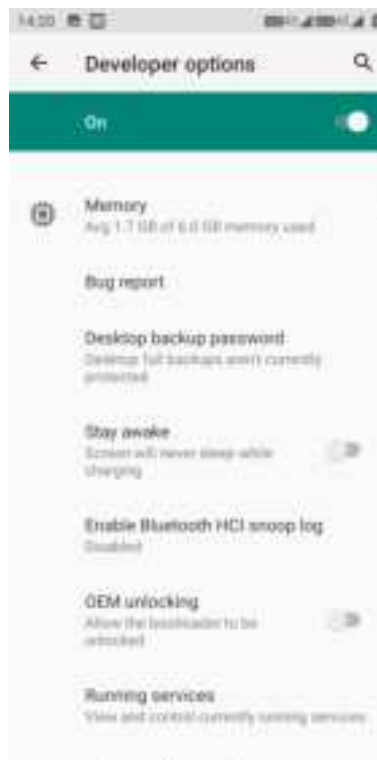 14:20
Developer options
On
Memory
Avg 1.7 GB of 6.0 GB memory used
Bug report
Desktop backup password
Desktop full backups aren't currently
protected
Stay awake
Screen will never sleep while
charging
Enable Bluetooth HCI snoop log
Disabled
OEM unlocking
Allow the bootloader to be
unlocked
Running services
View and control currently running services